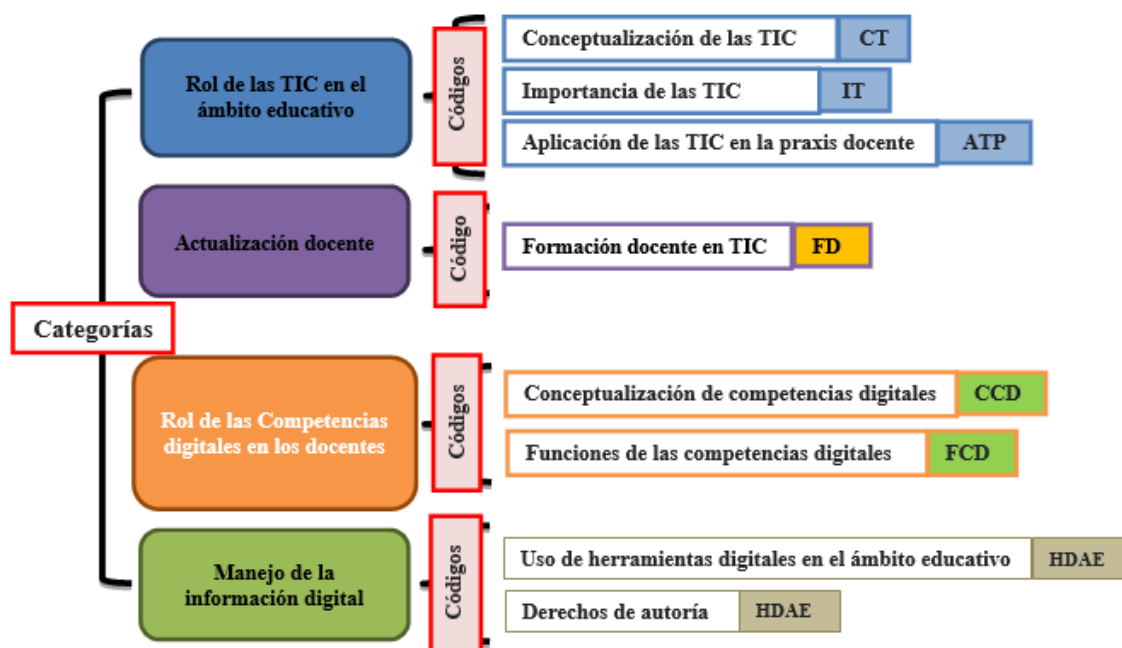 Categorías
Rol de las TIC en el
ámbito educativo
Códigos
Conceptualización de las TIC CT
Importancia de las TIC IT
Aplicación de las TIC en la praxis docente ATP
Actualización docente
Código
Formación docente en TIC FD
Rol de las Competencias
digitales en los docentes
Códigos
Conceptualización de competencias digitales CCD
Funciones de las competencias digitales FCD
Manejo de la
información digital
Códigos
Uso de herramientas digitales en el ámbito educativo HDAE
Derechos de autoría HDAE